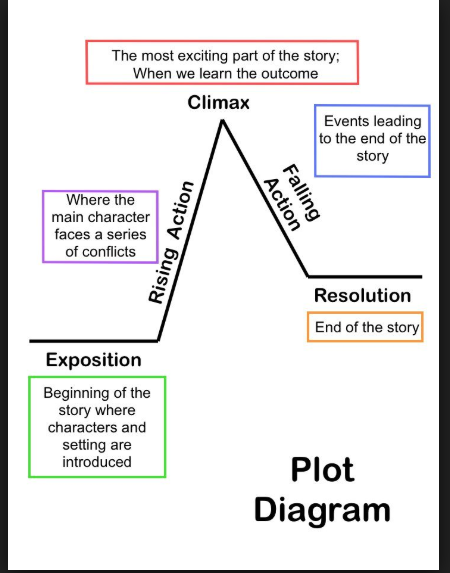 The most exciting part of the story;
When we learn the outcome
Climax
Events leading
to the end of the
story
Falling
Action
Where the
main character
faces a series
of conflicts
Rising Action
Resolution
End of the story
Exposition
Beginning of the
story where
characters and
setting are
introduced
Plot
Diagram